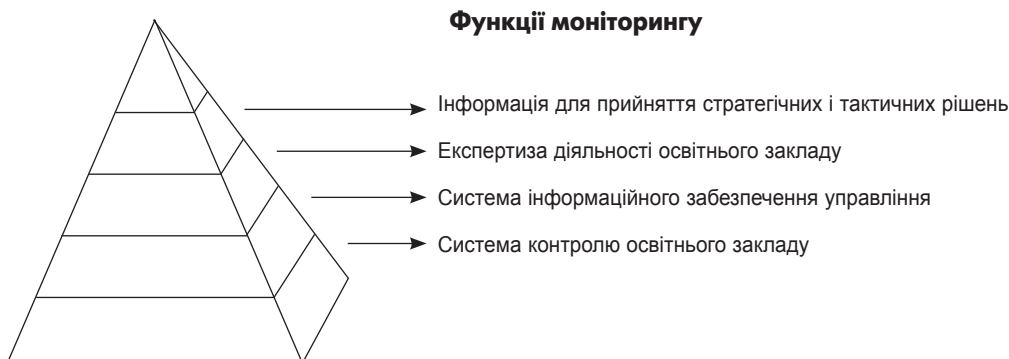 Функції моніторингу
Інформація для прийняття стратегічних і тактичних рішень
Експертиза діяльності освітнього закладу
Система інформаційного забезпечення управління
Система контролю освітнього закладу